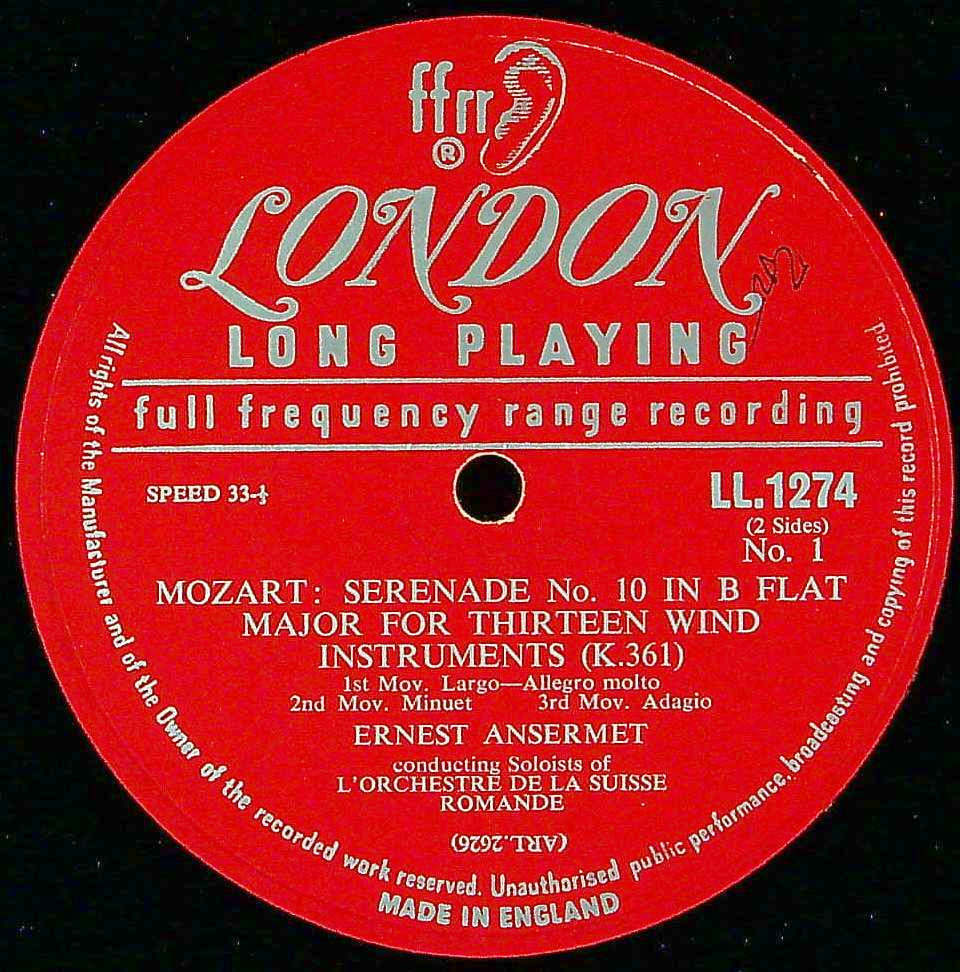 ffrr
®
LONDON
LONG PLAYING
full frequency range recording
SPEED 33-⅓
LL.1274
(2 Sides)
No. 1
MOZART: SERENADE No. 10 IN B FLAT
MAJOR FOR THIRTEEN WIND
INSTRUMENTS (K.361)
1st Mov. Largo—Allegro molto
2nd Mov. Minuet 3rd Mov. Adagio
ERNEST ANSERMET
conducting Soloists of
L'ORCHESTRE DE LA SUISSE
ROMANDE
(ARL.2626)
All rights of the Manufacturer and of the Owner of the recorded work reserved. Unauthorised public performance, broadcasting and copying of this record prohibited.
MADE IN ENGLAND